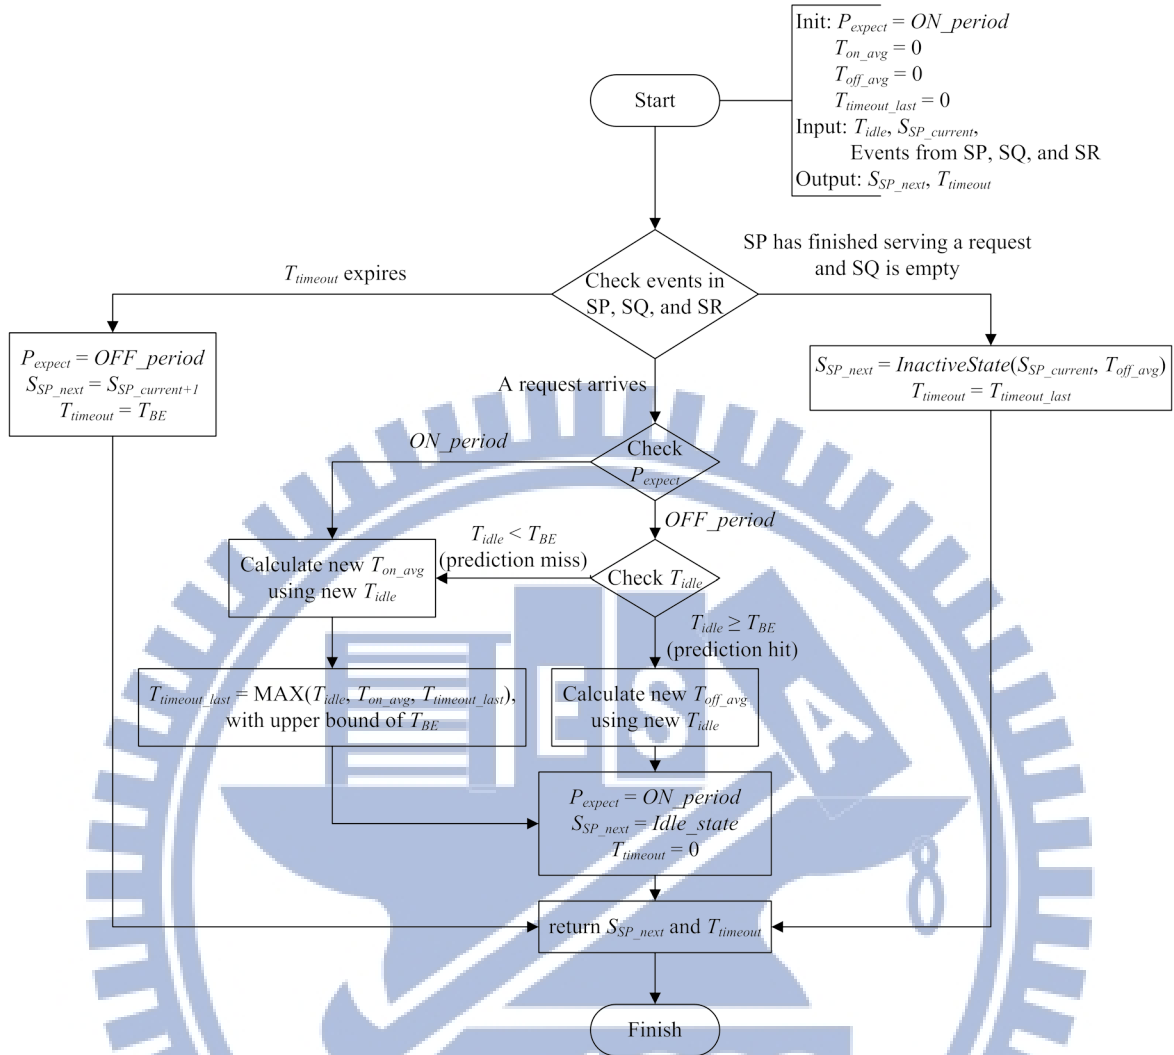 Init: P_expect = ON_period
T_on_avg = 0
T_off_avg = 0
T_timeout_last = 0
Input: T_idle, S_SP_current,
Events from SP, SQ, and SR
Output: S_SP_next, T_timeout
Start
SP has finished serving a request
and SQ is empty
T_timeout expires
Check events in
SP, SQ, and SR
P_expect = OFF_period
S_SP_next = S_SP_current+1
T_timeout = T_BE
S_SP_next = InactiveState(S_SP_current, T_off_avg)
T_timeout = T_timeout_last
A request arrives
ON_period
Check
P_expect
OFF_period
T_idle < T_BE
(prediction miss)
Calculate new T_on_avg
using new T_idle
Check T_idle
T_idle ≥ T_BE
(prediction hit)
T_timeout_last = MAX(T_idle, T_on_avg, T_timeout_last),
with upper bound of T_BE
Calculate new T_off_avg
using new T_idle
E S A
P_expect = ON_period
S_SP_next = Idle_state
T_timeout = 0
8
return S_SP_next and T_timeout
Finish